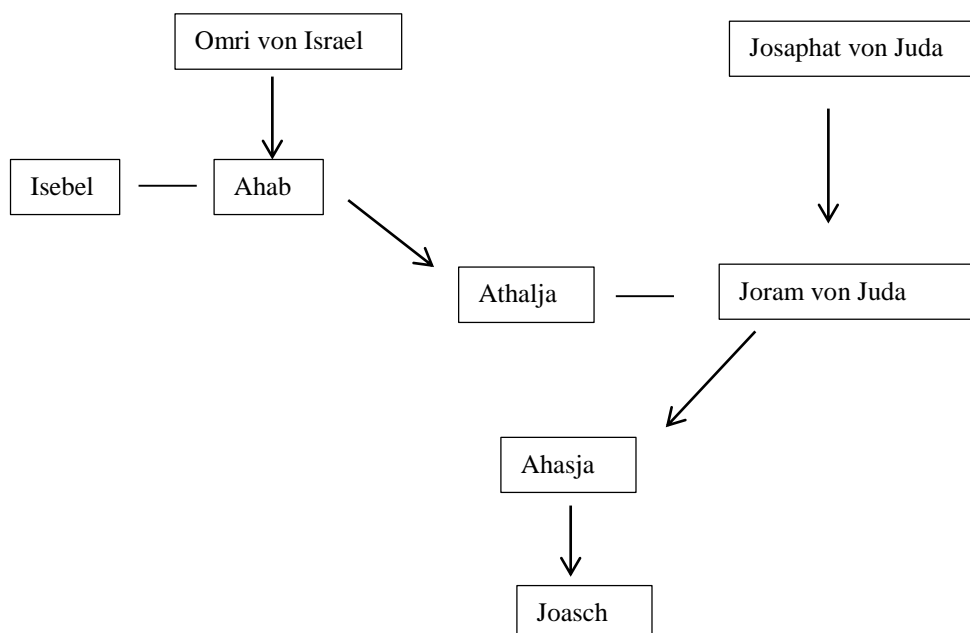 Omri von Israel
Josaphat von Juda
Isebel
Ahab
Athalja
Joram von Juda
Ahasja
Joasch